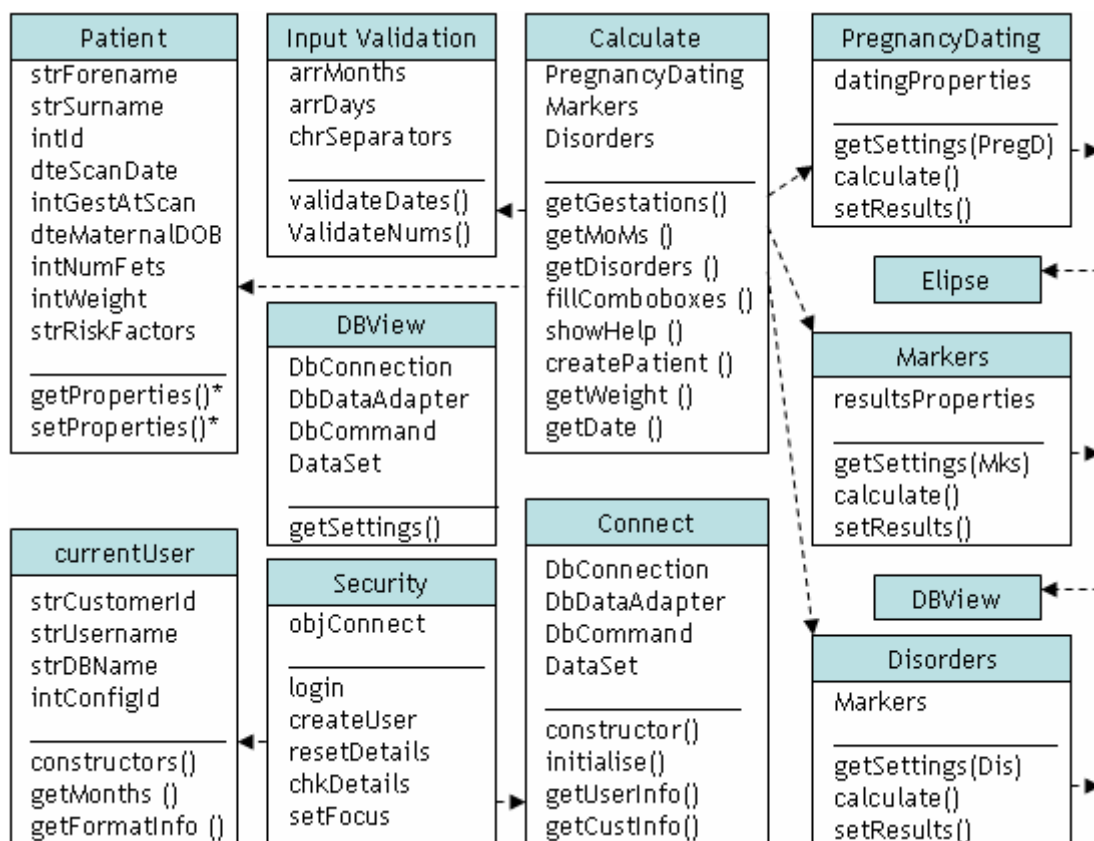 Patient
strForename
strSurname
intId
dteScanDate
intGestAtScan
dteMaternalDOB
intNumFets
intWeight
strRiskFactors
getProperties()*
setProperties()*
Input Validation
arrMonths
arrDays
chrSeparators
validateDates()
ValidateNums()
Calculate
PregnancyDating
Markers
Disorders
getGestations()
getMoMs ()
getDisorders ()
fillComboboxes ()
showHelp ()
createPatient ()
getWeight ()
getDate ()
PregnancyDating
datingProperties
getSettings(PregD)
calculate()
setResults()
Elipse
DBView
DbConnection
DbDataAdapter
DbCommand
DataSet
getSettings()
Markers
resultsProperties
getSettings(Mks)
calculate()
setResults()
currentUser
strCustomerId
strUsername
strDBName
intConfigId
constructors()
getMonths ()
getFormatInfo ()
Security
objConnect
login
createUser
resetDetails
chkDetails
setFocus
Connect
DbConnection
DbDataAdapter
DbCommand
DataSet
constructor()
initialise()
getUserInfo()
getCustInfo()
DBView
Disorders
Markers
getSettings(Dis)
calculate()
setResults()